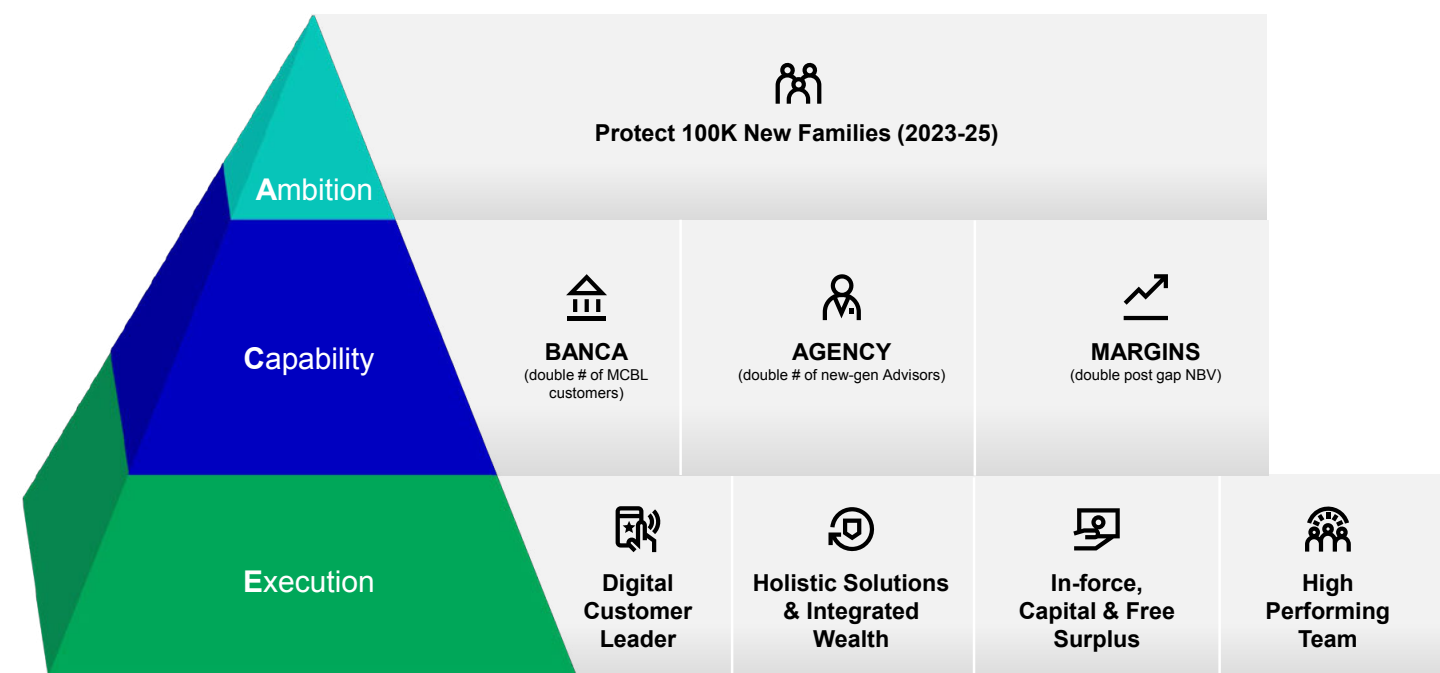 Protect 100K New Families (2023-25)
Ambition
Capability
BANCA
(double # of MCBL
customers)
AGENCY
(double # of new-gen Advisors)
MARGINS
(double post gap NBV)
Execution
Digital
Customer
Leader
Holistic Solutions
& Integrated
Wealth
In-force,
Capital & Free
Surplus
High
Performing
Team